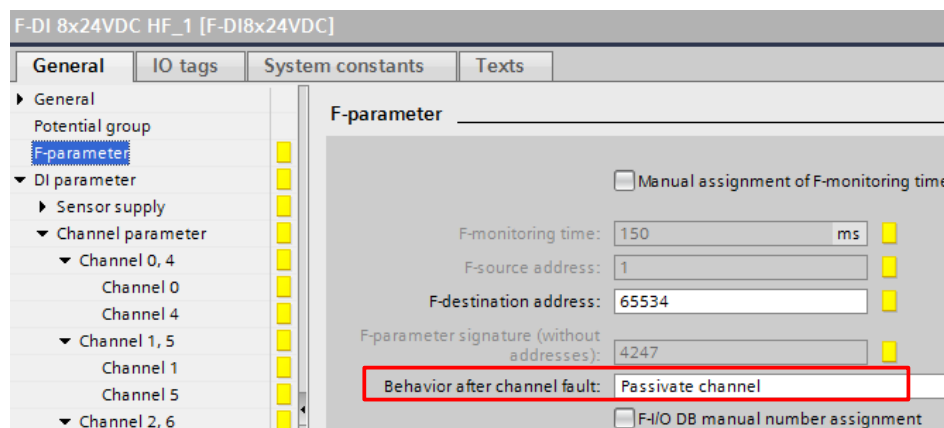 F-DI 8x24VDC HF_1 [F-DI8x24VDC]
General IO tags System constants Texts
General
Potential group
F-parameter
DI parameter
Sensor supply
Channel parameter
Channel 0, 4
Channel 0
Channel 4
Channel 1, 5
Channel 1
Channel 5
Channel 2, 6
F-parameter
Manual assignment of F-monitoring time
F-monitoring time: 150 ms
F-source address: 1
F-destination address: 65534
F-parameter signature (without
addresses): 4247
Behavior after channel fault: Passivate channel
F-I/O DB manual number assignment